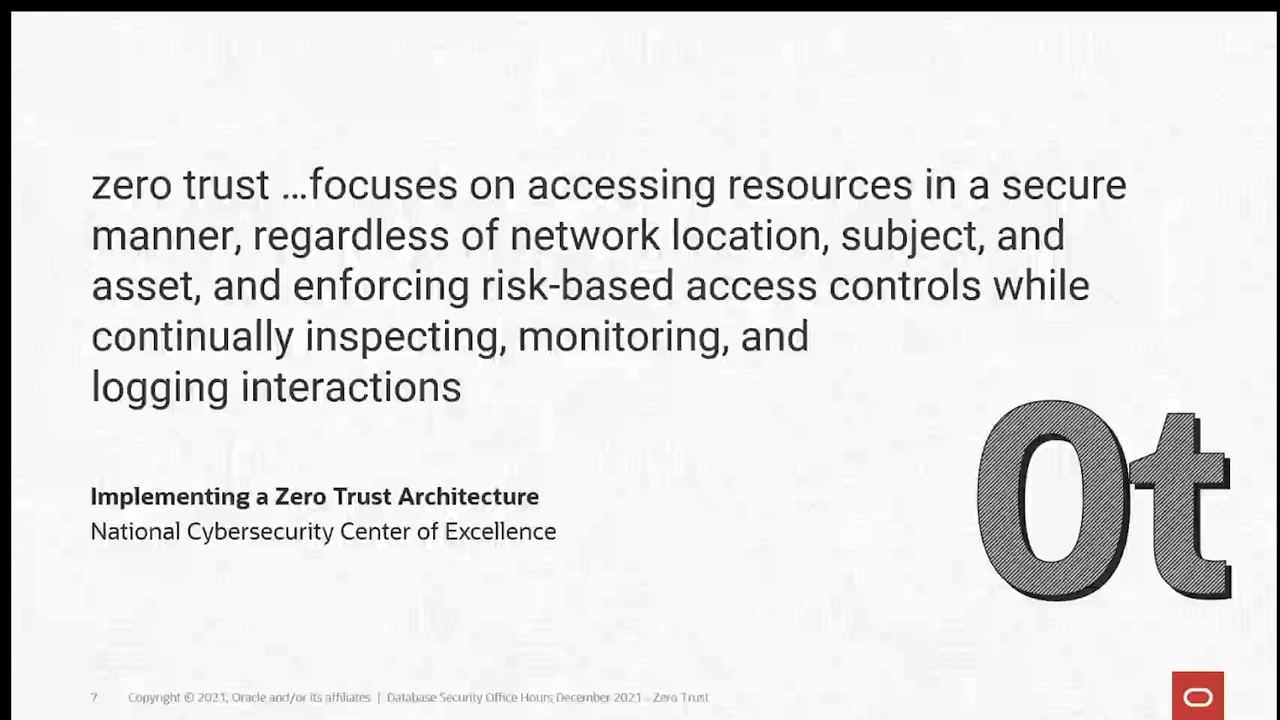 zero trust ...focuses on accessing resources in a secure
manner, regardless of network location, subject, and
asset, and enforcing risk-based access controls while
continually inspecting, monitoring, and
logging interactions
0t
Implementing a Zero Trust Architecture
National Cybersecurity Center of Excellence
7 Copyright © 2021, Oracle and/or its affiliates | Database Security Office Hours December 2021 - Zero Trust